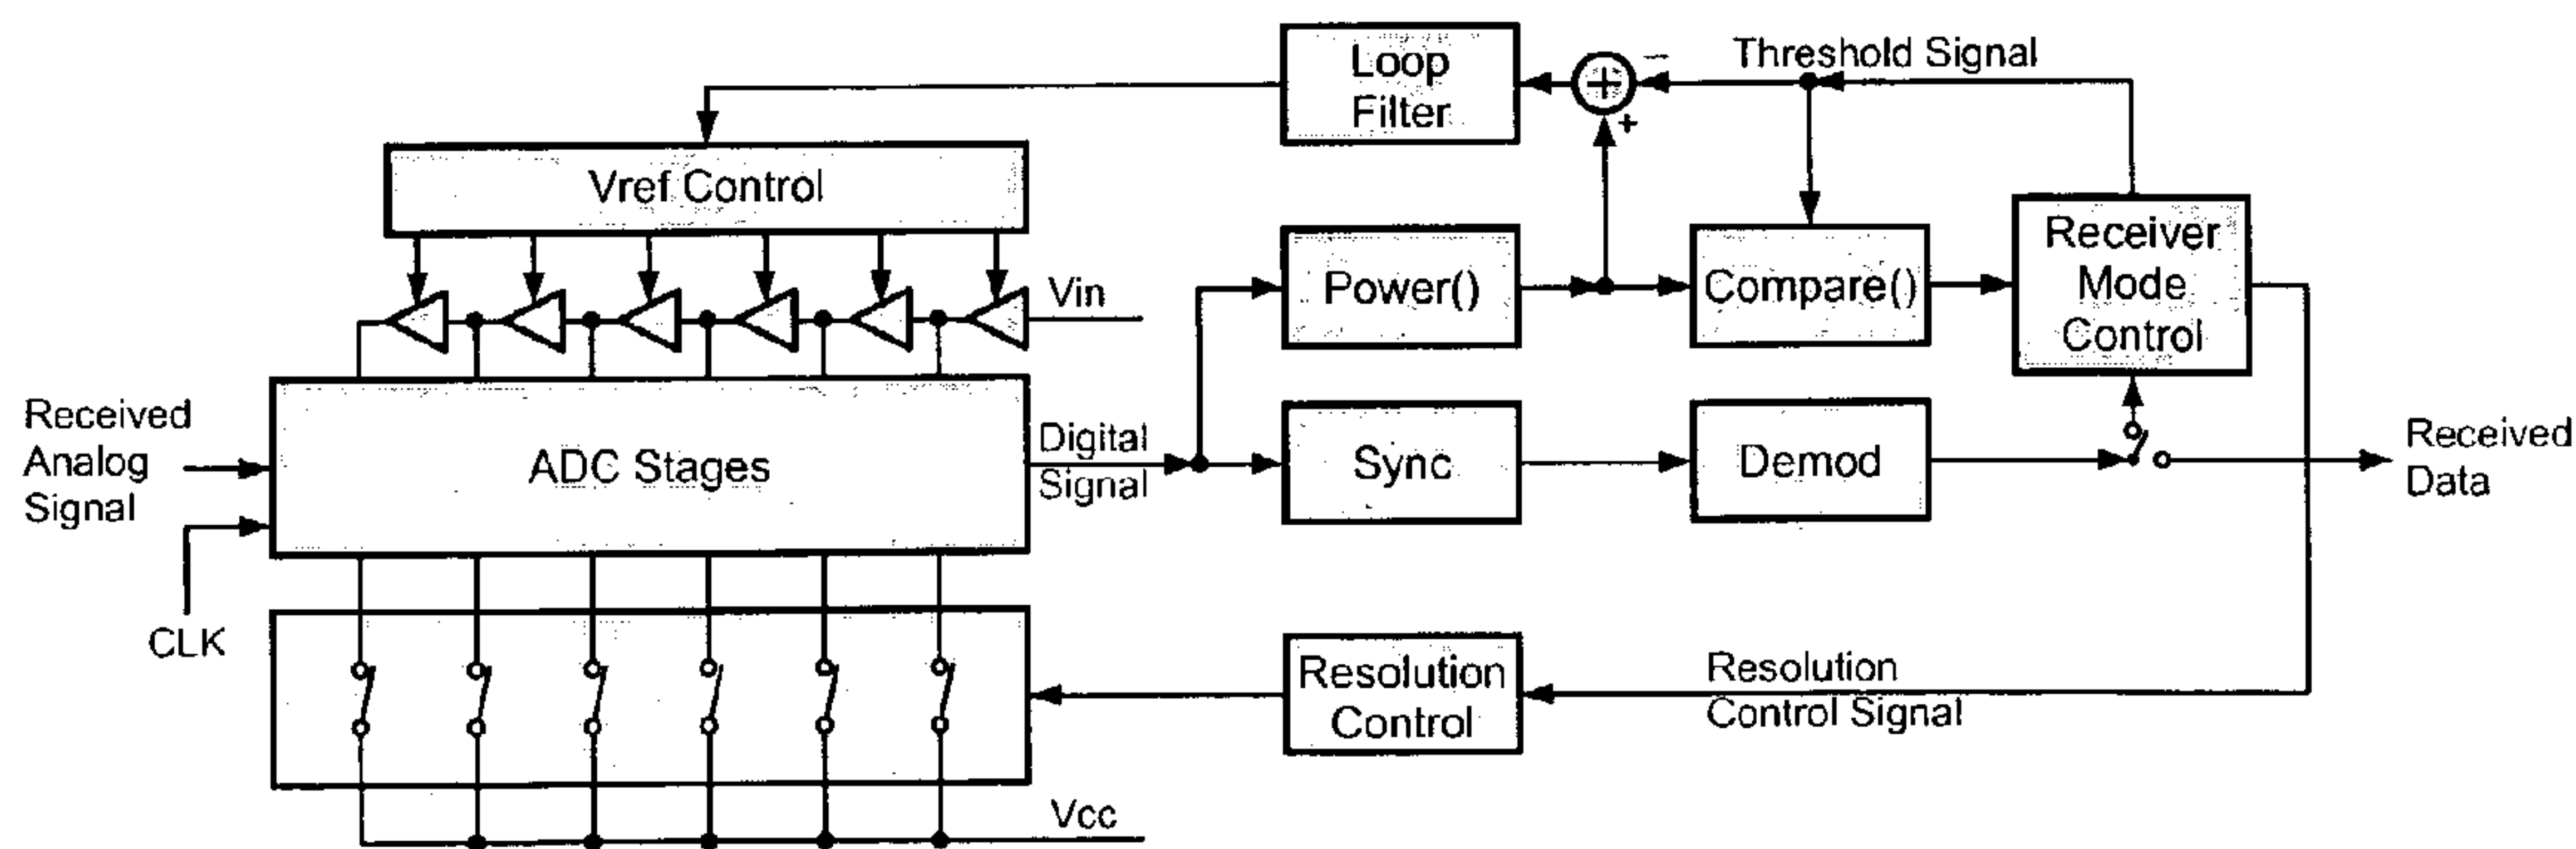 Loop
Filter
−
Threshold Signal
+
+
Vref Control
Vin
Power()
Compare()
Receiver
Mode
Control
Received
Analog
Signal
ADC Stages
Digital
Signal
Sync
Demod
Received
Data
CLK
Resolution
Control
Resolution
Control Signal
Vcc